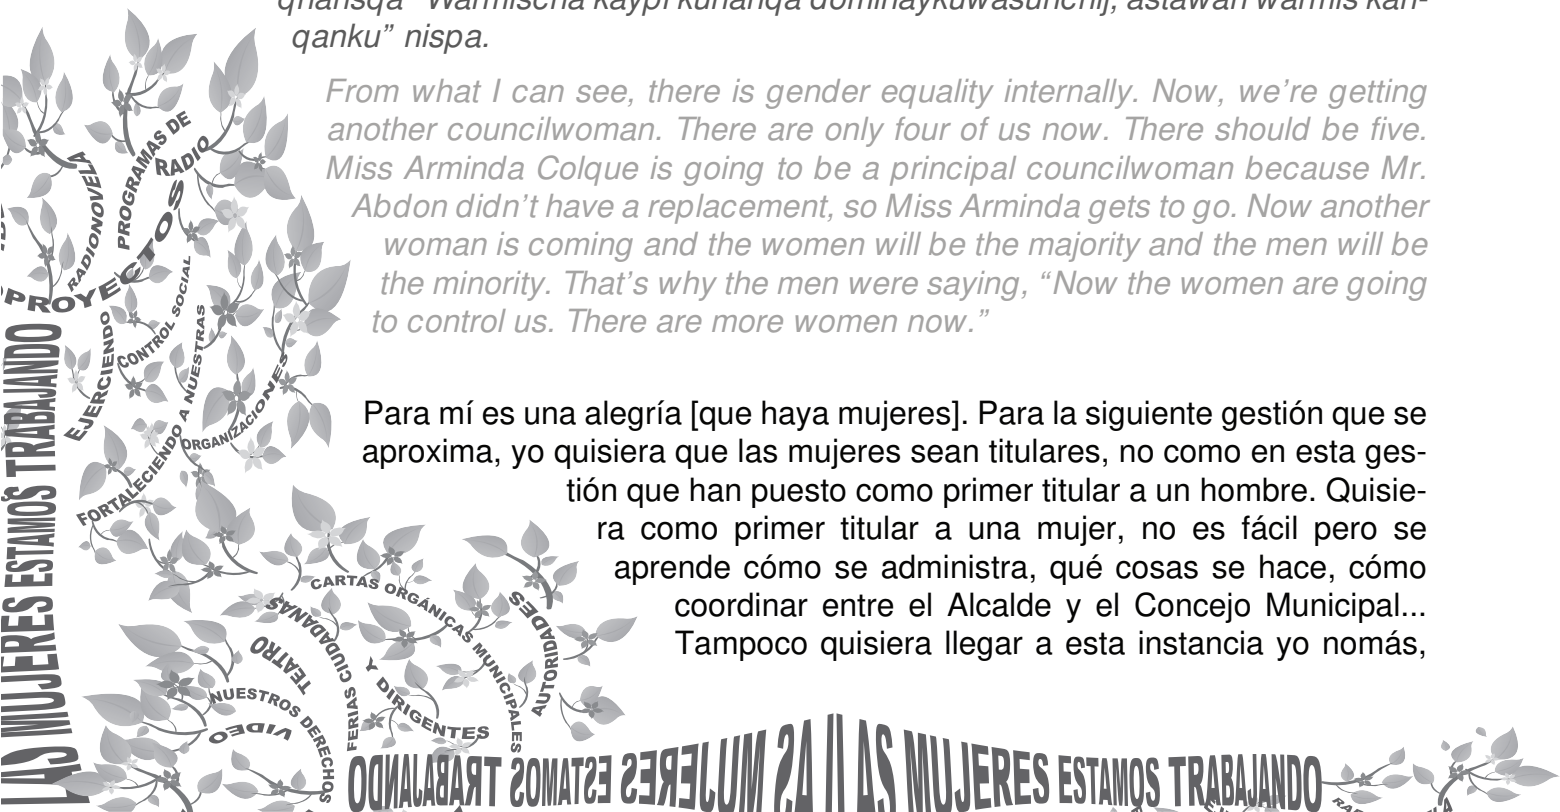 qhansqa “Warmischa kaypi kunanqa dominaykuwasunchij, astawan warmis kan-
qanku” nispa.
From what I can see, there is gender equality internally. Now, we’re getting
another councilwoman. There are only four of us now. There should be five.
Miss Arminda Colque is going to be a principal councilwoman because Mr.
Abdon didn’t have a replacement, so Miss Arminda gets to go. Now another
woman is coming and the women will be the majority and the men will be
the minority. That’s why the men were saying, “Now the women are going
to control us. There are more women now.”
Para mí es una alegría [que haya mujeres]. Para la siguiente gestión que se
aproxima, yo quisiera que las mujeres sean titulares, no como en esta ges-
tión que han puesto como primer titular a un hombre. Quisie-
ra como primer titular a una mujer, no es fácil pero se
aprende cómo se administra, qué cosas se hace, cómo
coordinar entre el Alcalde y el Concejo Municipal...
Tampoco quisiera llegar a esta instancia yo nomás,
PROGRAMAS DE
RADIO
RADIONOVELA
PROYECTOS
EJERCIENDO
CONTROL SOCIAL
FORTALECIENDO A NUESTRAS
ORGANIZACIONES
LAS MUJERES ESTAMOS TRABAJANDO
CARTAS ORGÁNICAS MUNICIPALES
AUTORIDADES
Y DIRIGENTES
FERIAS CIUDADANAS
TEATRO
NUESTROS DERECHOS
VIDEO
LAS MUJERES ESTAMOS TRABAJANDO
LAS MUJERES ESTAMOS TRABAJANDO